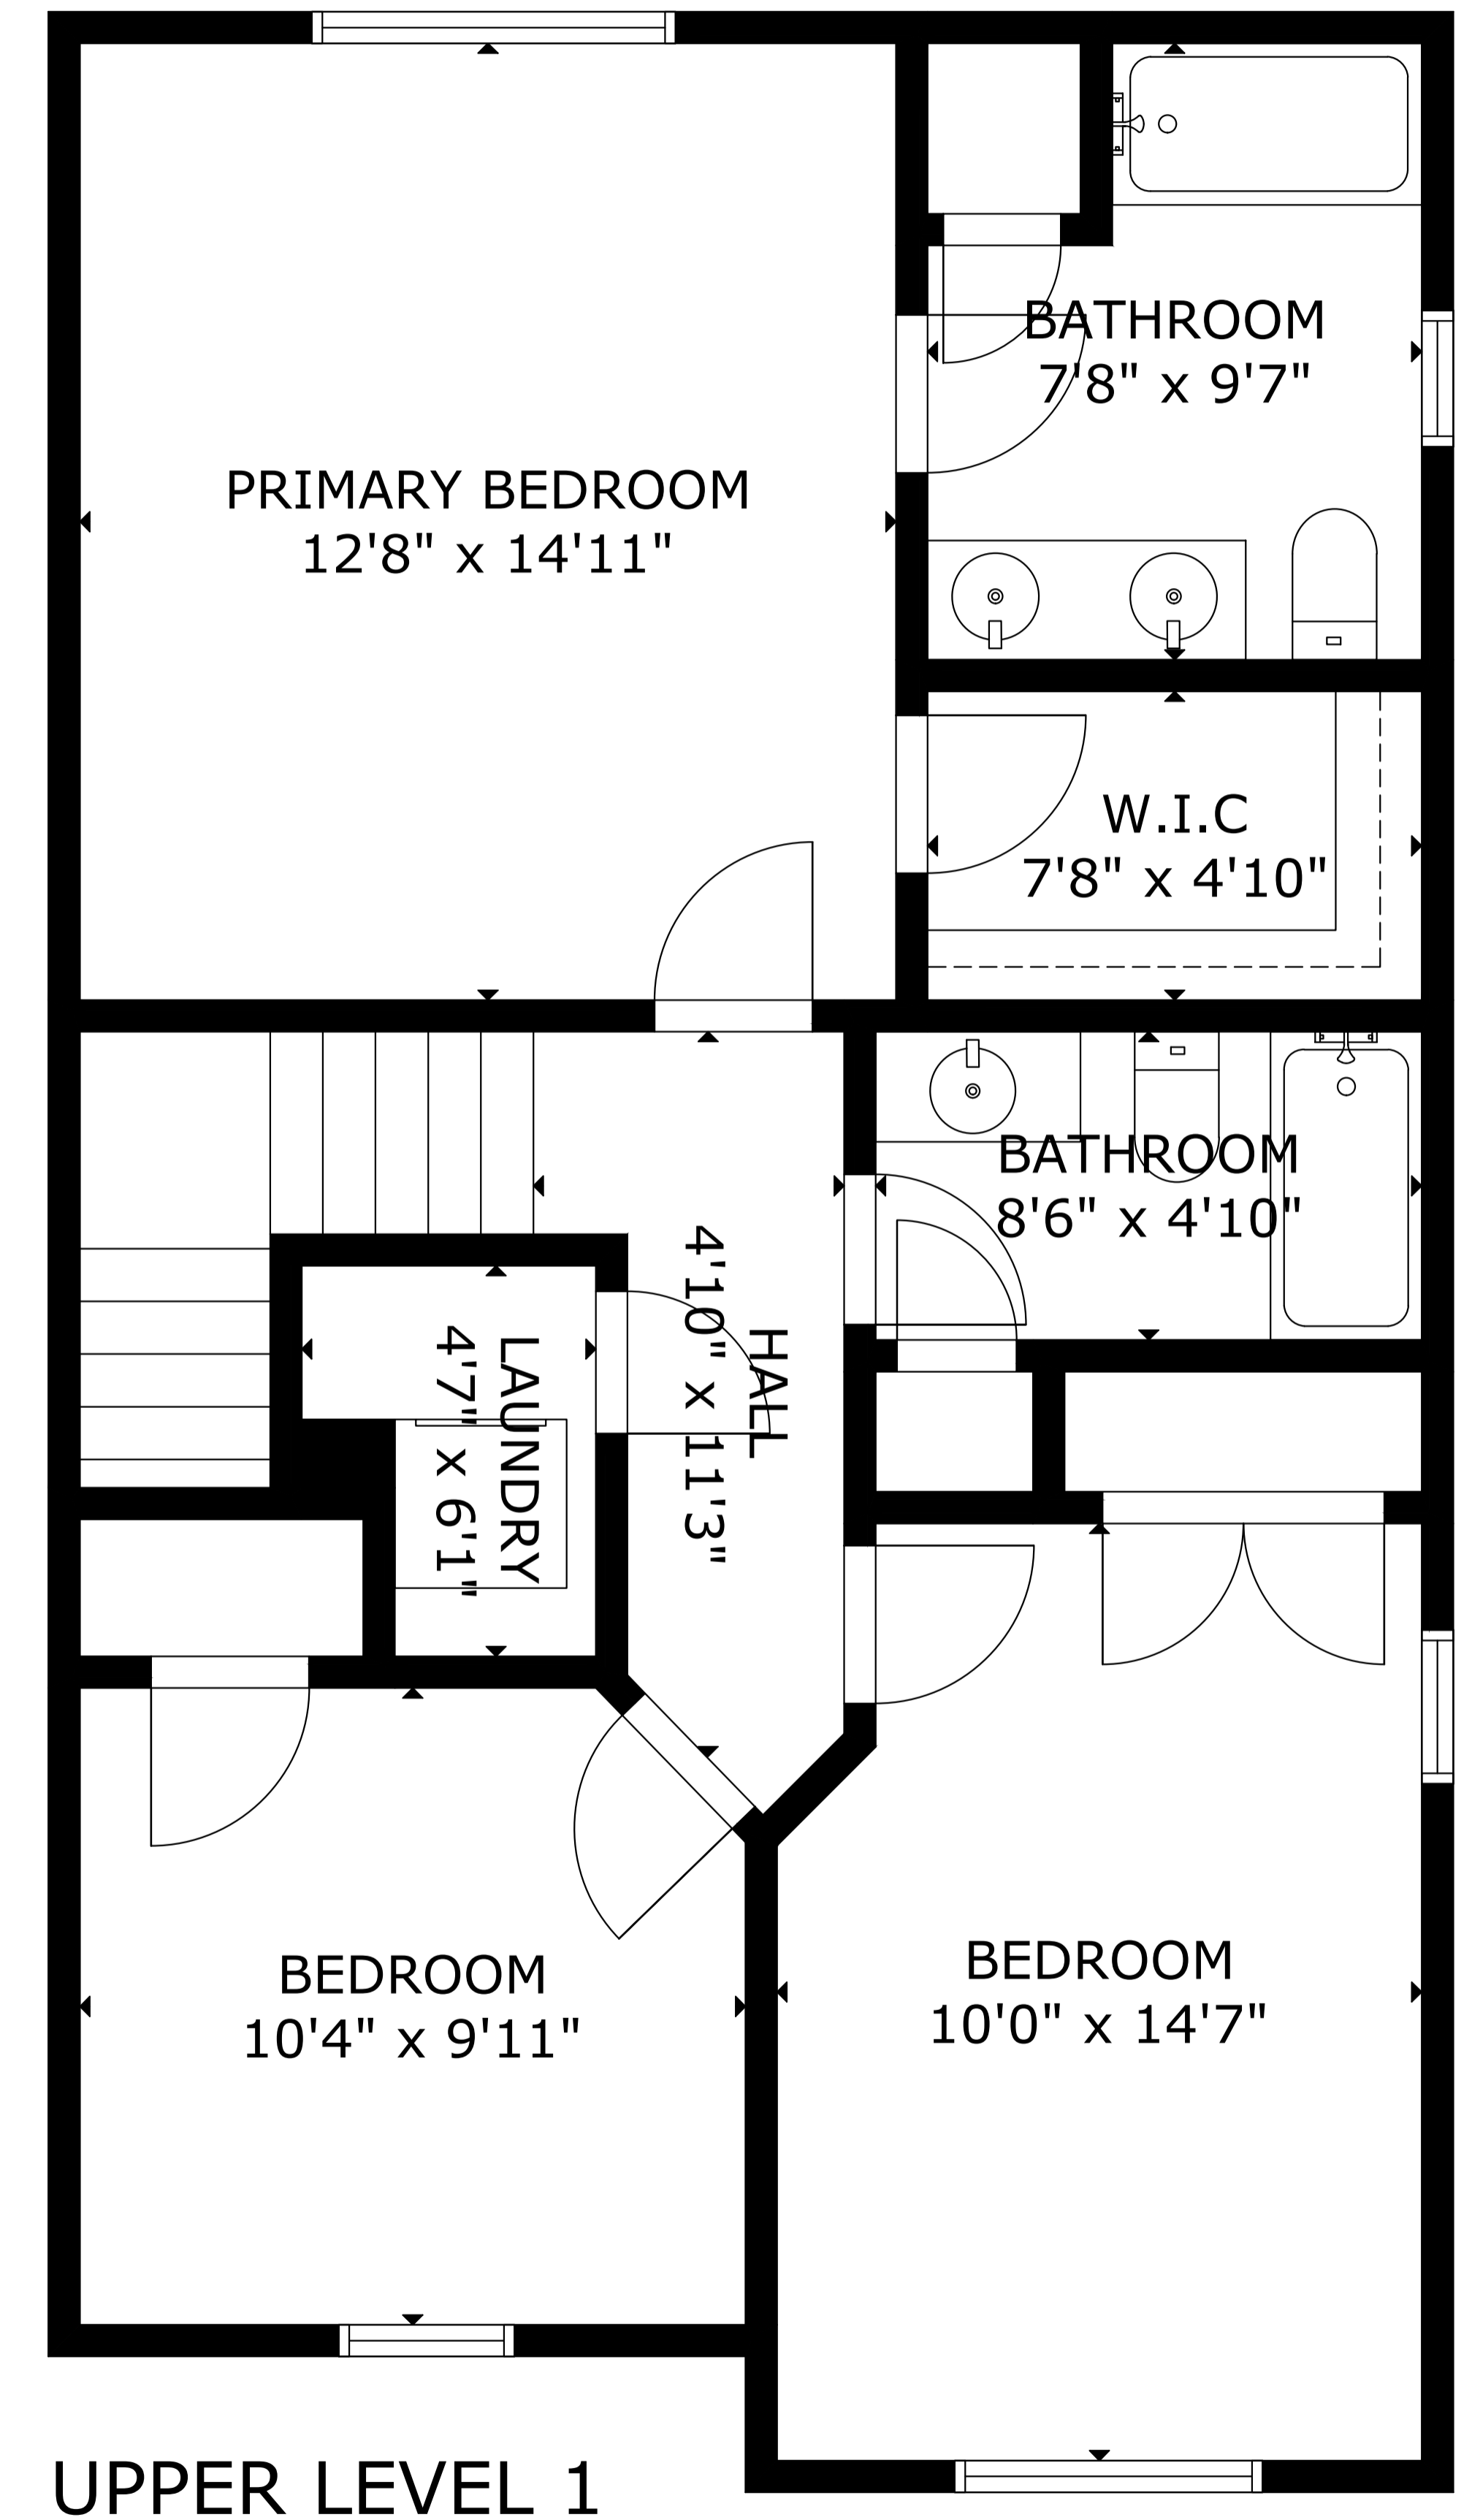 BATHROOM
7'8" x 9'7"
PRIMARY BEDROOM
12'8" x 14'11"
W.I.C
7'8" x 4'10"
BATHROOM
8'6" x 4'10"
HALL
4'10" x 11'3"
LAUNDRY
4'7" x 6'1"
BEDROOM
10'4" x 9'11"
BEDROOM
10'0" x 14'7"
UPPER LEVEL 1